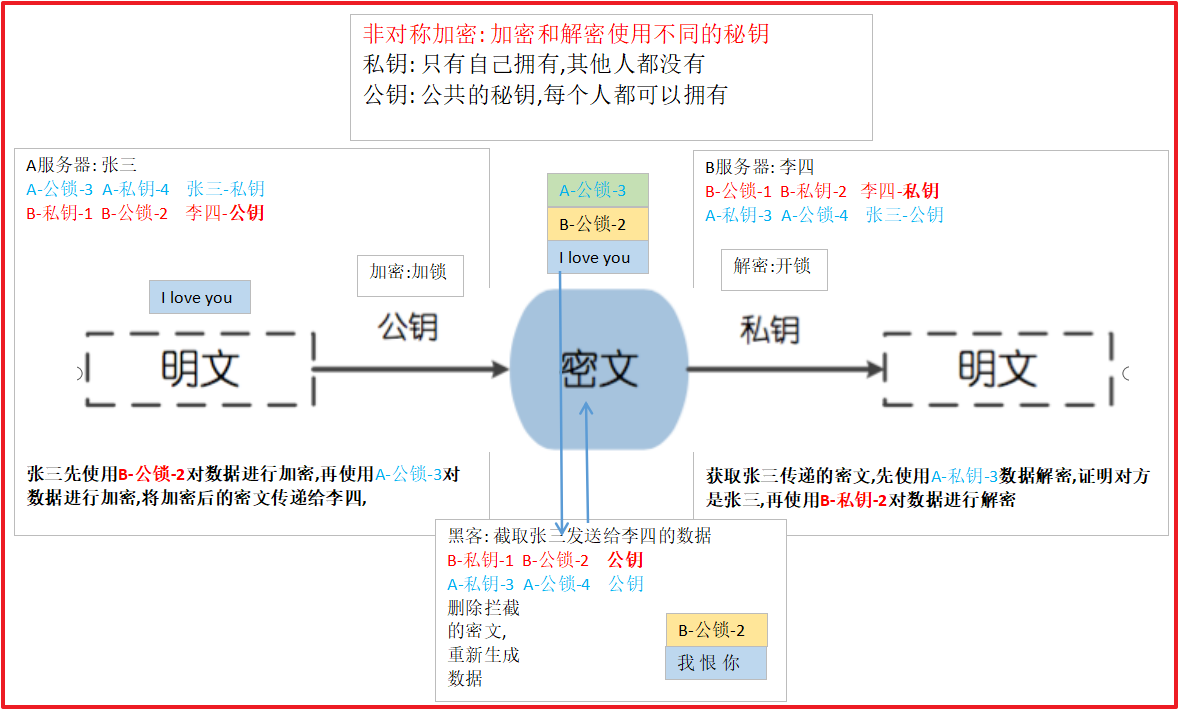 非对称加密: 加密和解密使用不同的秘钥
私钥: 只有自己拥有,其他人都没有
公钥: 公共的秘钥,每个人都可以拥有
A服务器: 张三
A-公锁-3 A-私钥-4 张三-私钥
B-私钥-1 B-公锁-2 李四-公钥
I love you
加密:加锁
公钥
明文
张三先使用B-公锁-2对数据进行加密,再使用A-公锁-3对
数据进行加密,将加密后的密文传递给李四,
A-公锁-3
B-公锁-2
I love you
密文
B服务器: 李四
B-公锁-1 B-私钥-2 李四-私钥
A-私钥-3 A-公锁-4 张三-公钥
解密:开锁
私钥
明文
获取张三传递的密文,先使用A-私钥-3数据解密,证明对方
是张三,再使用B-私钥-2对数据进行解密
黑客: 截取张三发送给李四的数据
B-私钥-1 B-公锁-2 公钥
A-私钥-3 A-公锁-4 公钥
删除拦截
的密文,
重新生成
数据
B-公锁-2
我 恨 你